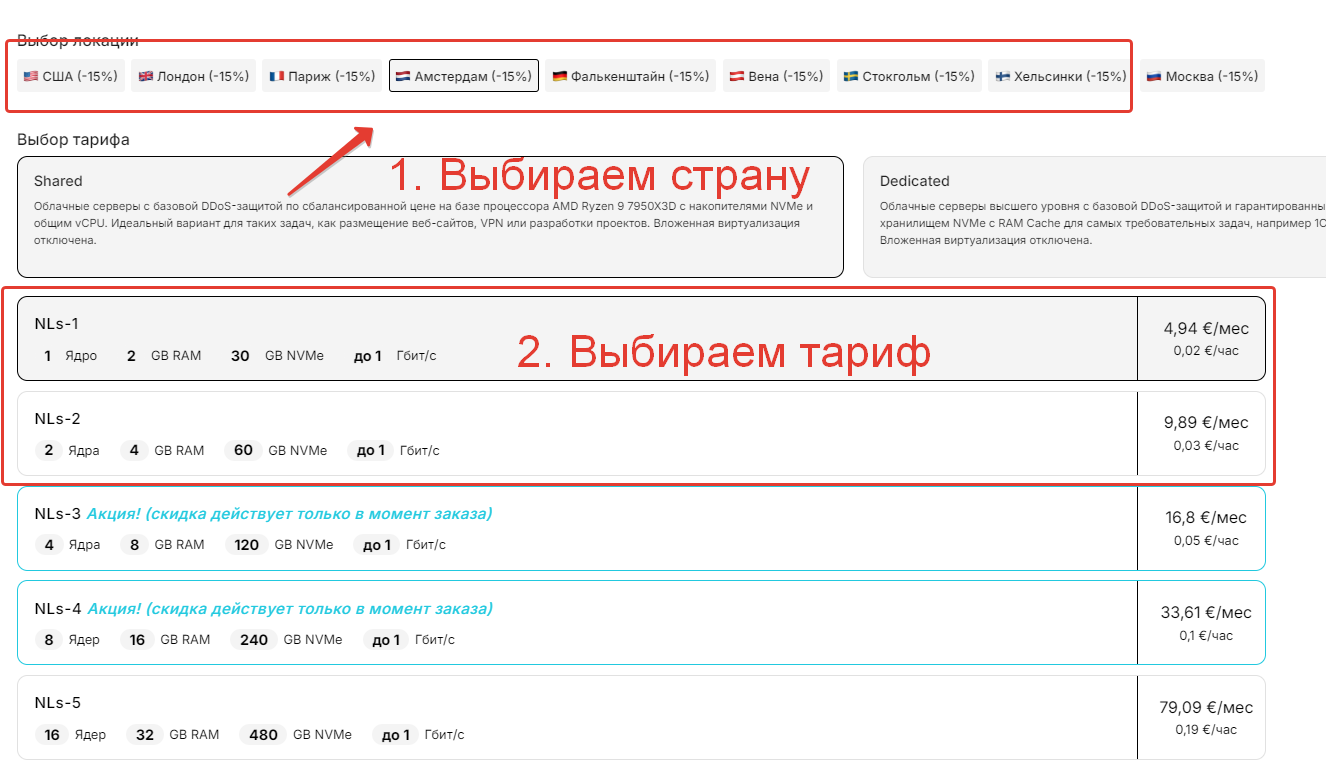 Выбор локации
США (-15%) Лондон (-15%) Париж (-15%) Амстердам (-15%) Фалькенштайн (-15%) Вена (-15%) Стокгольм (-15%) Хельсинки (-15%) Москва (-15%)
Выбор тарифа
1. Выбираем страну
Shared
Облачные серверы с базовой DDoS-защитой по сбалансированной цене на базе процессора AMD Ryzen 9 7950X3D с накопителями NVMe и
общим vCPU. Идеальный вариант для таких задач, как размещение веб-сайтов, VPN или разработки проектов. Вложенная виртуализация
отключена.
Dedicated
Облачные серверы высшего уровня с базовой DDoS-защитой и гарантированны
хранилищем NVMe с RAM Cache для самых требовательных задач, например 1С
Вложенная виртуализация отключена.
2. Выбираем тариф
NLs-1
1 Ядро 2 GB RAM 30 GB NVMe до 1 Гбит/с
4,94 €/мес
0,02 €/час
NLs-2
2 Ядра 4 GB RAM 60 GB NVMe до 1 Гбит/с
9,89 €/мес
0,03 €/час
NLs-3 Акция! (скидка действует только в момент заказа)
4 Ядра 8 GB RAM 120 GB NVMe до 1 Гбит/с
16,8 €/мес
0,05 €/час
NLs-4 Акция! (скидка действует только в момент заказа)
8 Ядер 16 GB RAM 240 GB NVMe до 1 Гбит/с
33,61 €/мес
0,1 €/час
NLs-5
16 Ядер 32 GB RAM 480 GB NVMe до 1 Гбит/с
79,09 €/мес
0,19 €/час